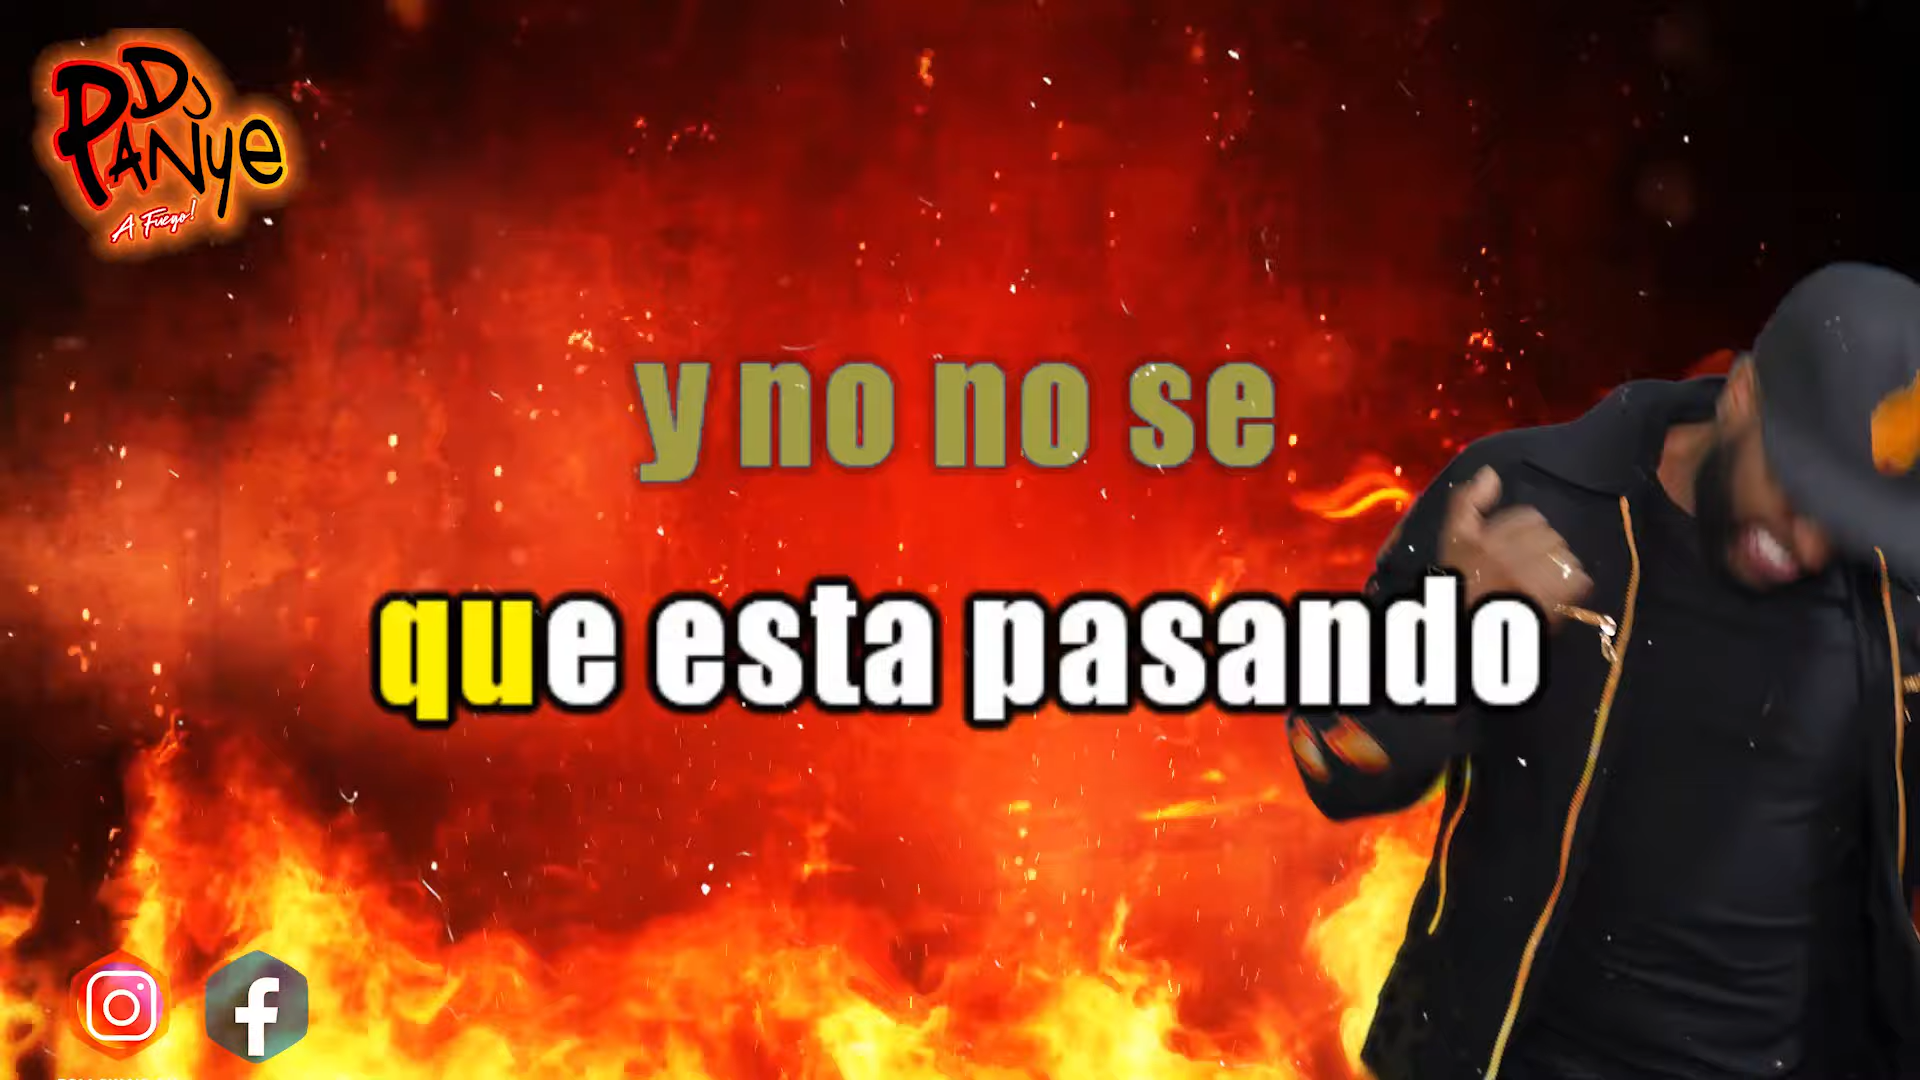 DJ
PANye
A Fuego!
y no no se
que esta pasando